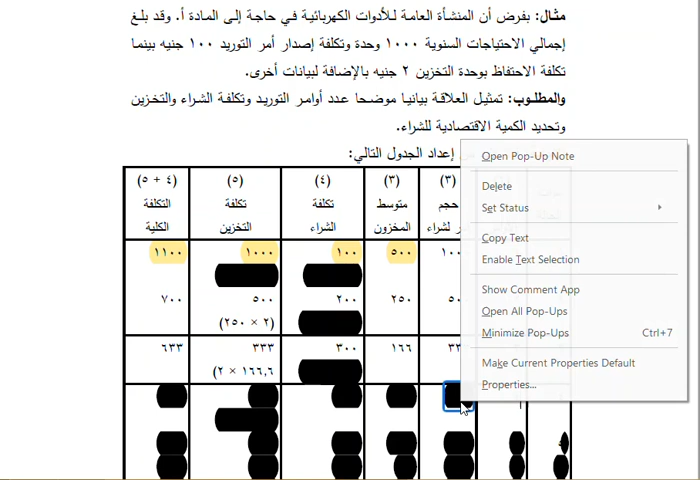 مثال: بفرض أن المنشأة العامة للأدوات الكهربائية في حاجة إلى المادة أ. وقد بلغ
إجمالي الاحتياجات السنوية ١٠٠٠ وحدة وتكلفة إصدار أمر التوريد ١٠٠ جنيه بينما
تكلفة الاحتفاظ بوحدة التخزين ٢ جنيه بالإضافة لبيانات أخرى.
والمطلوب: تمثيل العلاقة بيانيا موضحا عدد أوامر التوريد وتكلفة الشراء والتخزين
وتحديد الكمية الاقتصادية للشراء.
إعداد الجدول التالي:
(٣) (٣) (٤) (٥) (٤ + ٥)
حجم متوسط تكلفة تكلفة التكلفة
لشراء المخزون الشراء التخزين الكلية
٥٠٠ ١٠٠ ١٠٠٠ ١١٠٠
٢٥٠ ٢٠٠ ٥٠٠ ٧٠٠
(٢ × ٢٥٠)
١٦٦ ٣٠٠ ٣٣٣ ٦٣٣
(٢ × ١٦٦,٦
Open Pop-Up Note
Delete
Set Status
Copy Text
Enable Text Selection
Show Comment App
Open All Pop-Ups
Minimize Pop-Ups Ctrl+7
Make Current Properties Default
Properties...